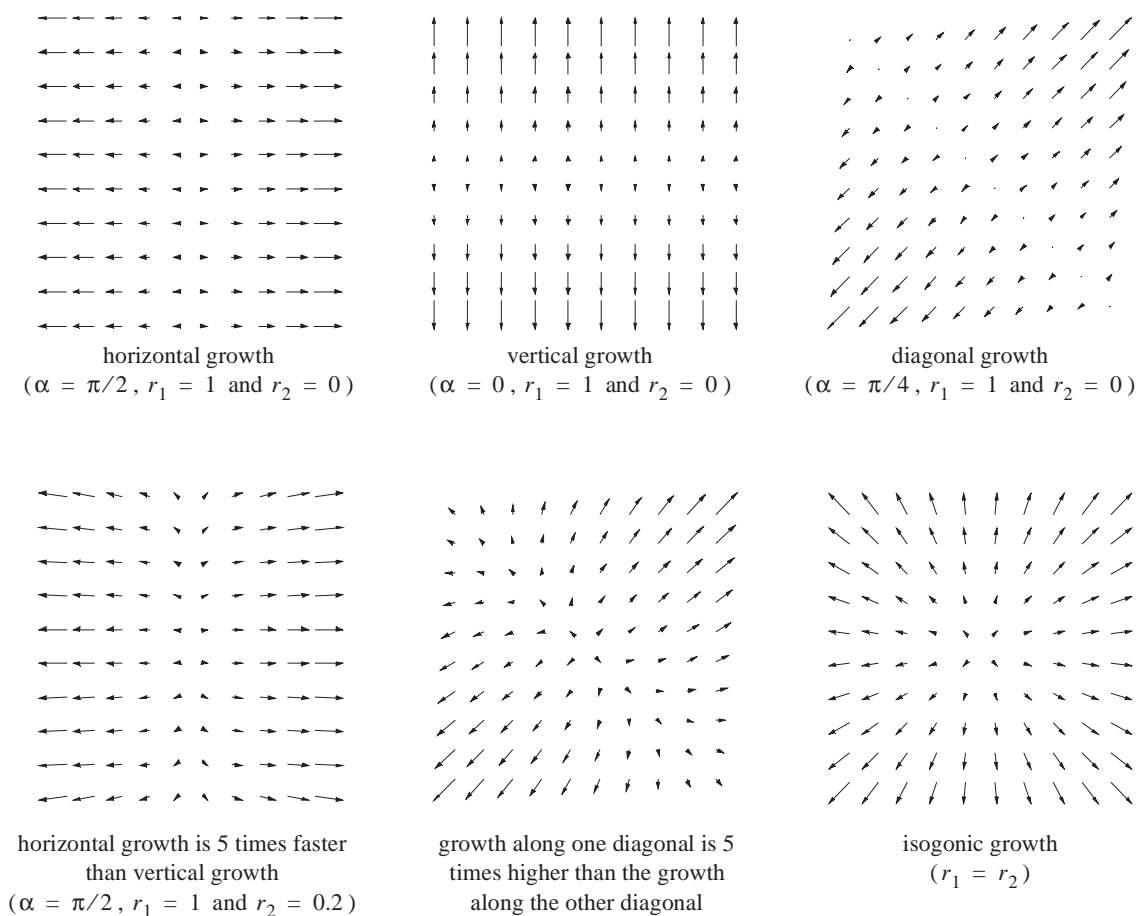 horizontal growth
(α = π/2, r₁ = 1 and r₂ = 0)
vertical growth
(α = 0, r₁ = 1 and r₂ = 0)
diagonal growth
(α = π/4, r₁ = 1 and r₂ = 0)
horizontal growth is 5 times faster
than vertical growth
(α = π/2, r₁ = 1 and r₂ = 0.2)
growth along one diagonal is 5
times higher than the growth
along the other diagonal
isogonic growth
(r₁ = r₂)